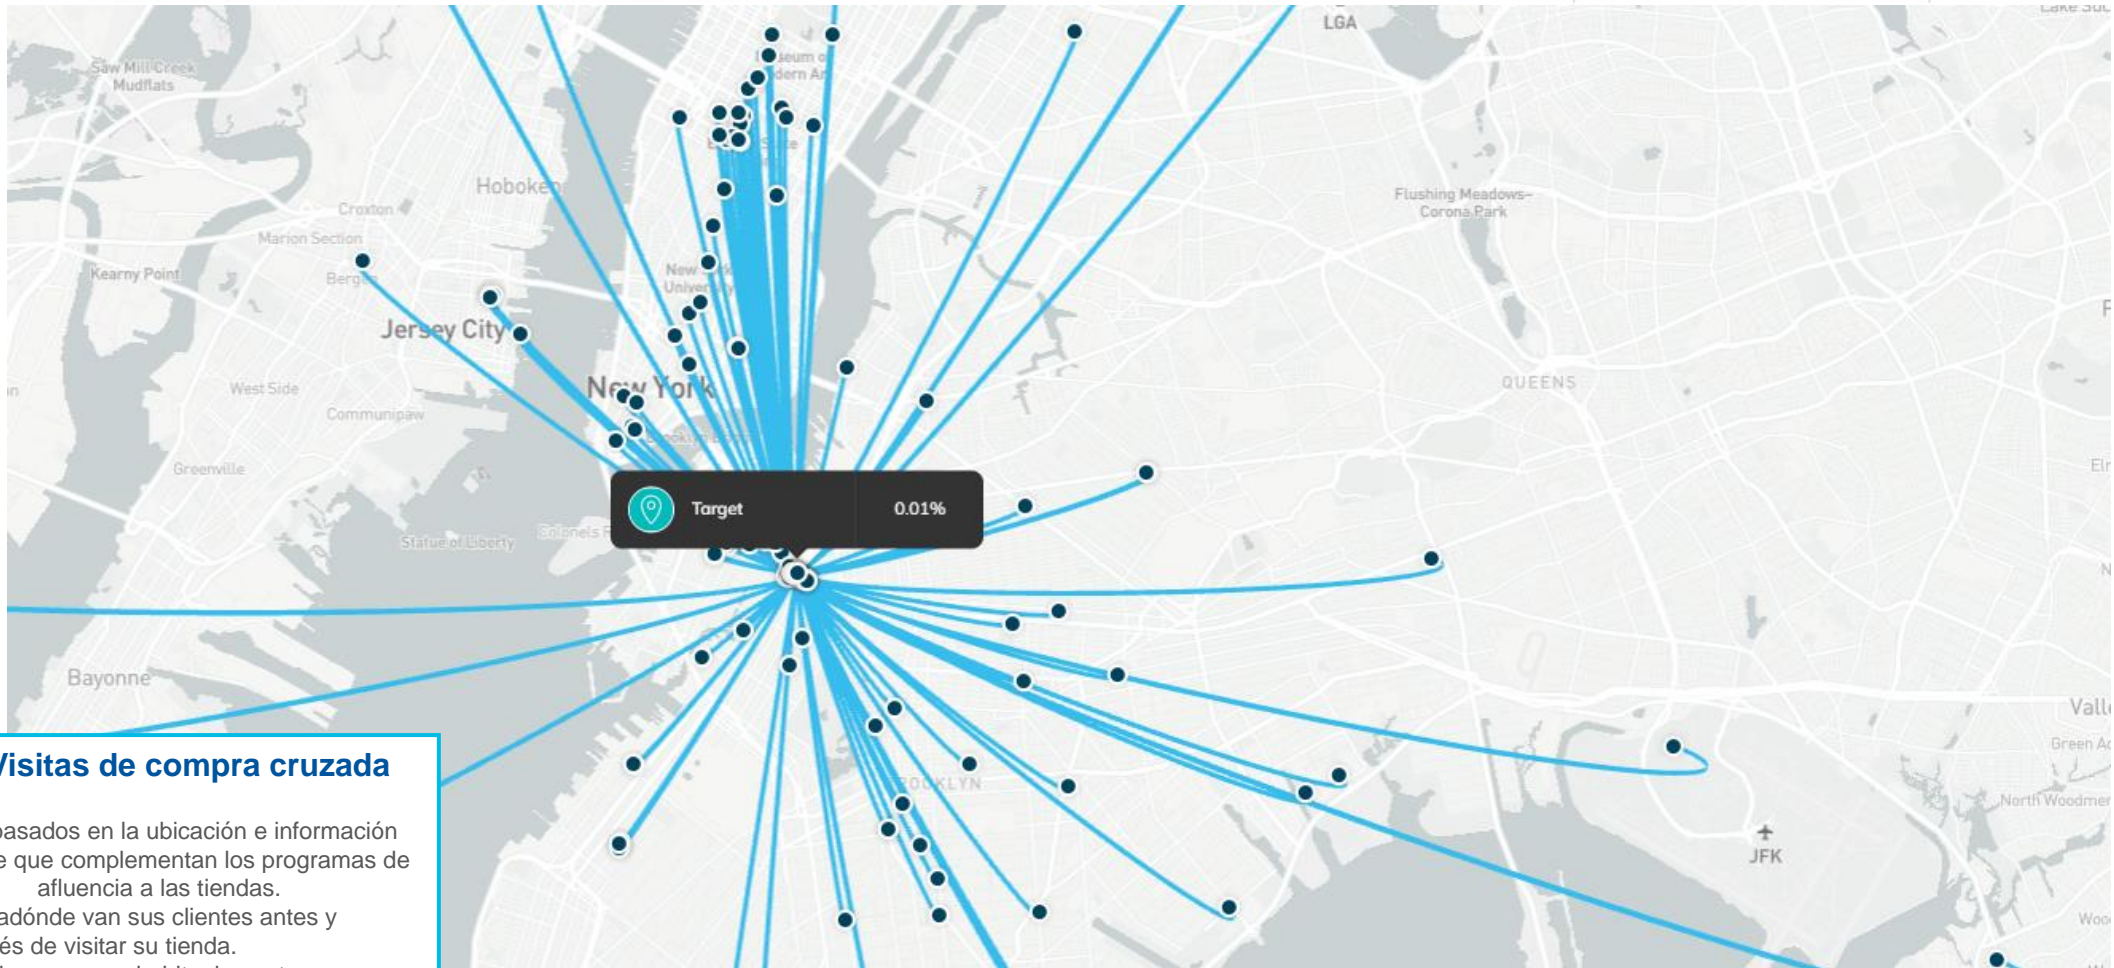 LGA
Saw Mill Creek
Mudflats
Hoboken
Croxton
Marion Section
Kearny Point
Jersey City
New York
West Side
Communipaw
Greenville
Statue of Liberty
Bayonne
Flushing Meadows–
Corona Park
QUEENS
Target 0.01%
JFK
North Woodmer
Green Ac
Visitas de compra cruzada
basados en la ubicación e información
e que complementan los programas de
afluencia a las tiendas.
adónde van sus clientes antes y
és de visitar su tienda.